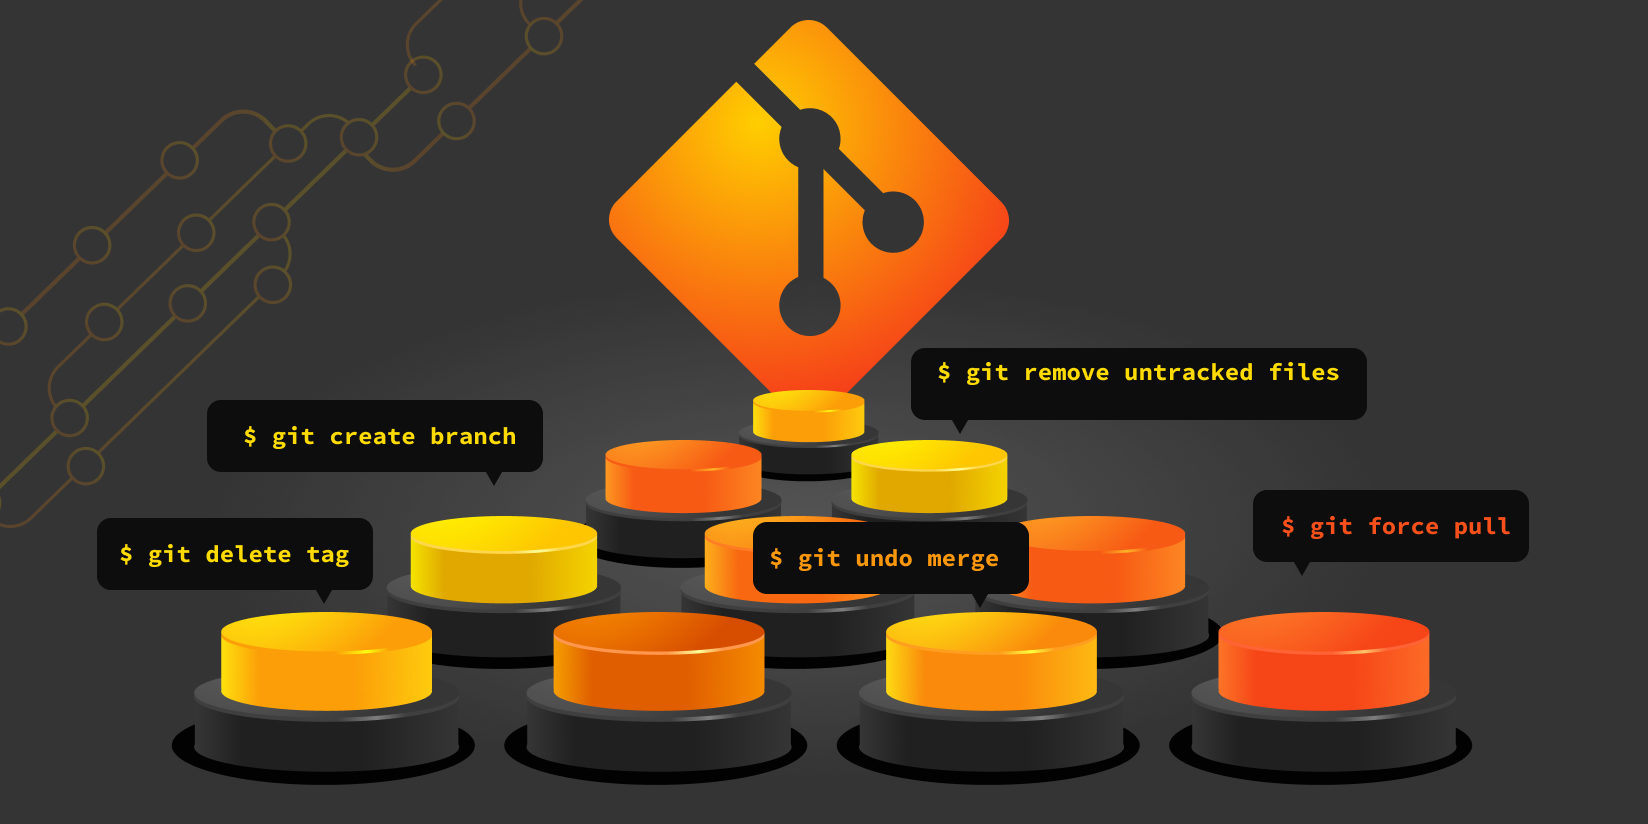 $ git remove untracked files
$ git create branch
$ git force pull
$ git delete tag
$ git undo merge